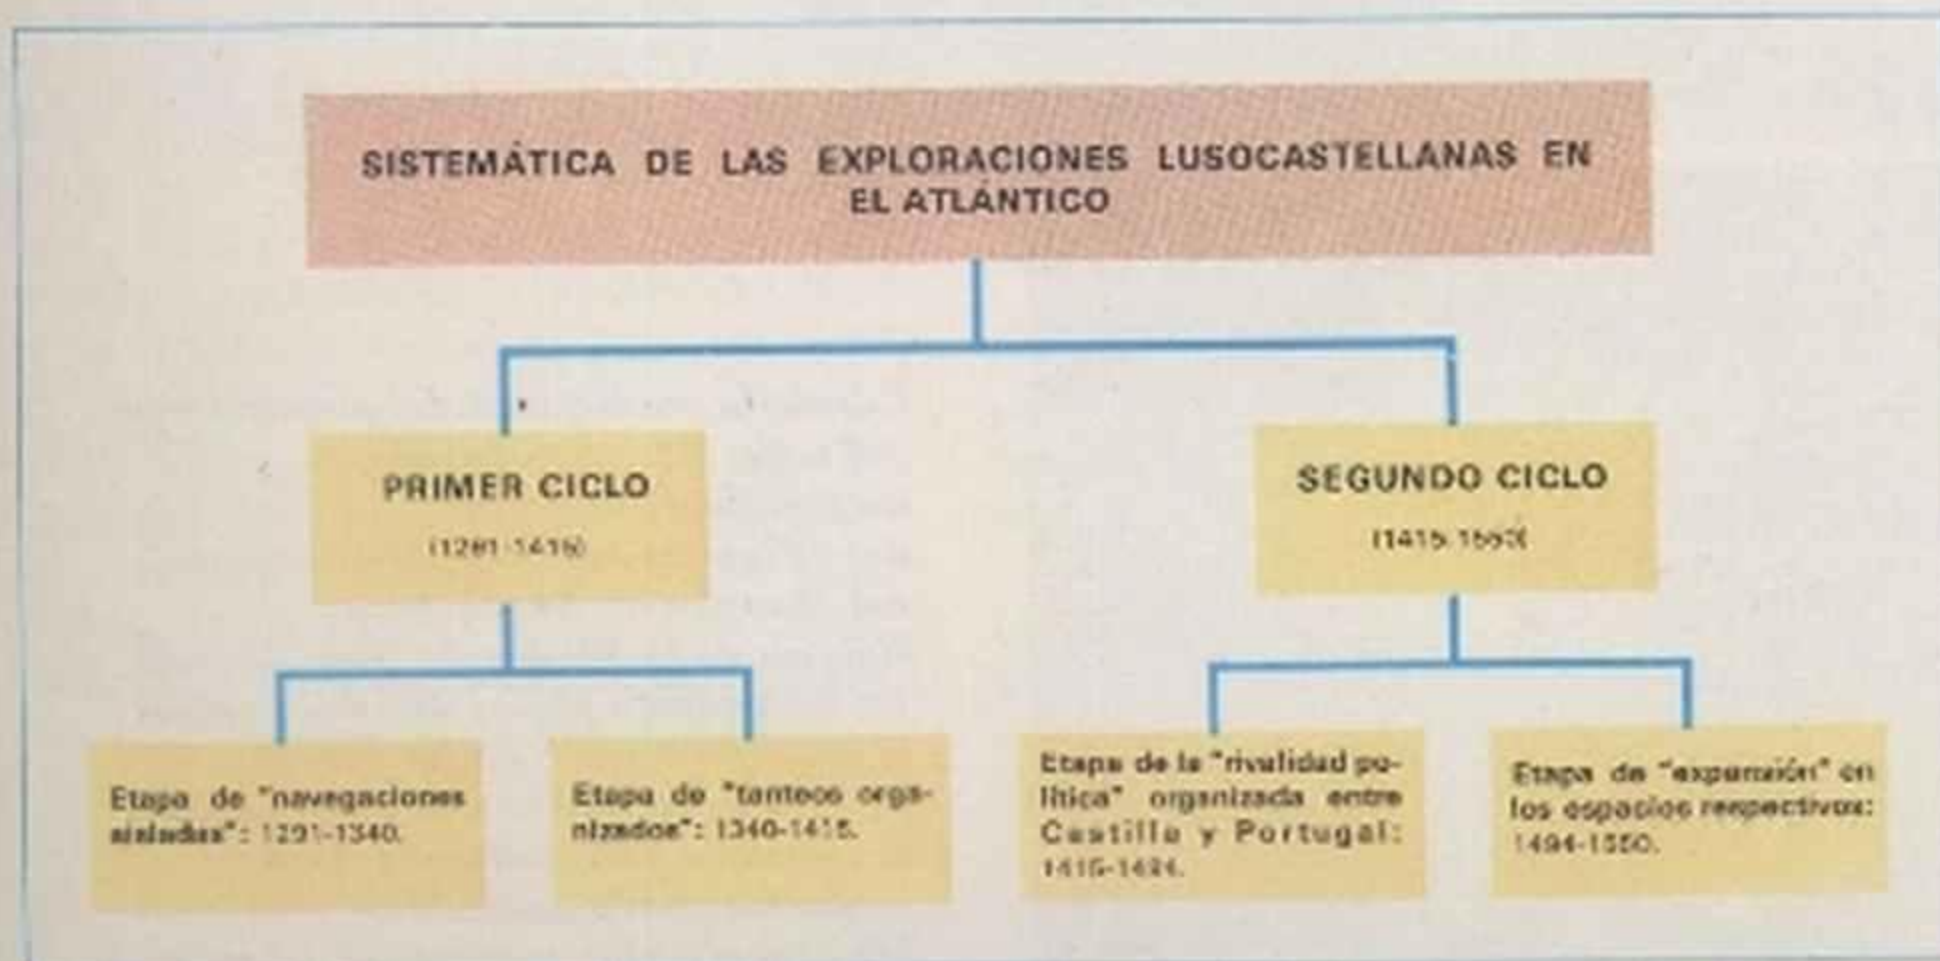 SISTEMÁTICA DE LAS EXPLORACIONES LUSOCASTELLANAS EN
EL ATLÁNTICO
PRIMER CICLO
SEGUNDO CICLO
Etapa de "navegaciones
aisladas": 1291-1340.
Etapa de "tanteos orga-
nizados": 1340-1415.
Etapa de la "rivalidad po-
lítica" organizada entre
Castilla y Portugal:
1415-1494.
Etapa de "expansión" en
los espacios respectivos:
1494-1550.